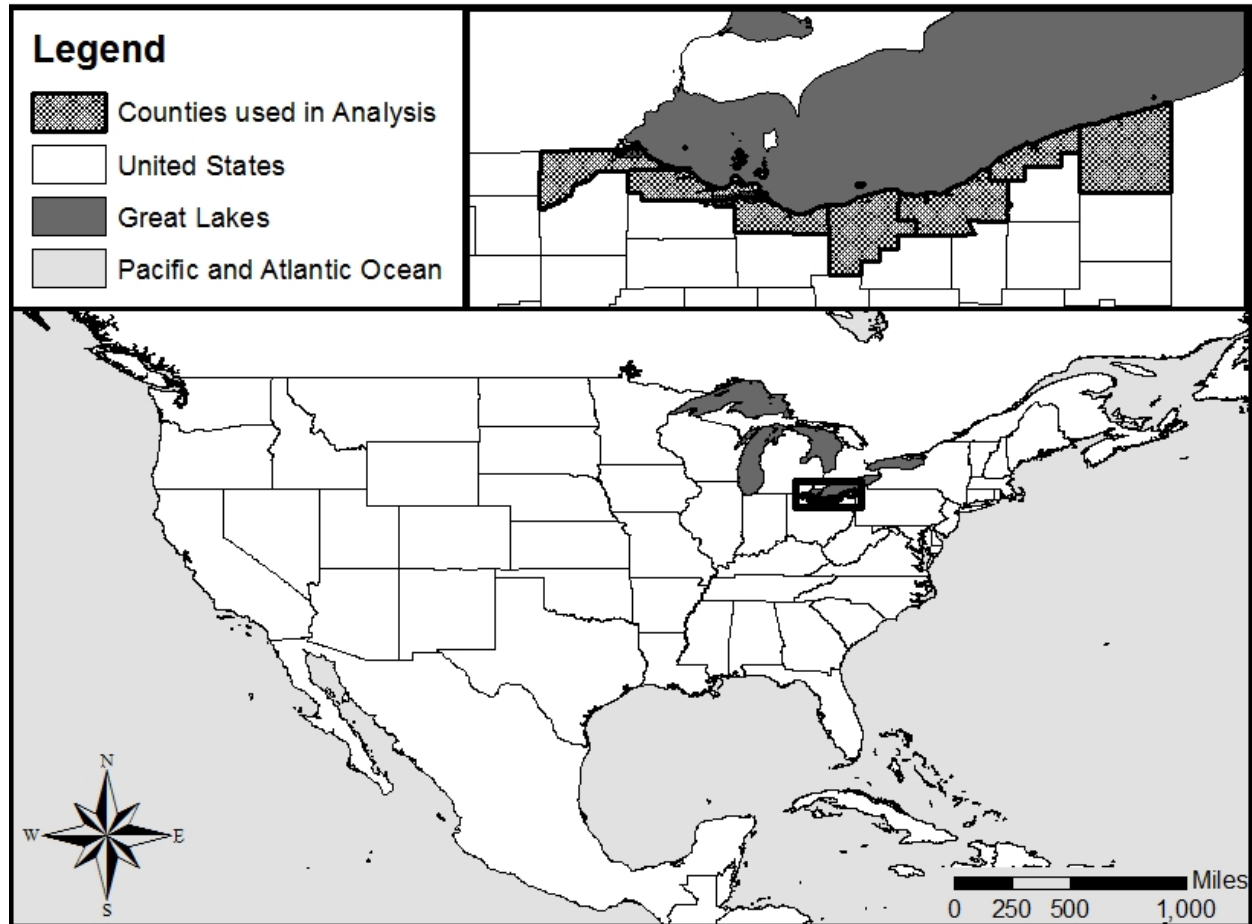 Legend
Counties used in Analysis
United States
Great Lakes
Pacific and Atlantic Ocean
N
W E
S
Miles
0 250 500 1,000